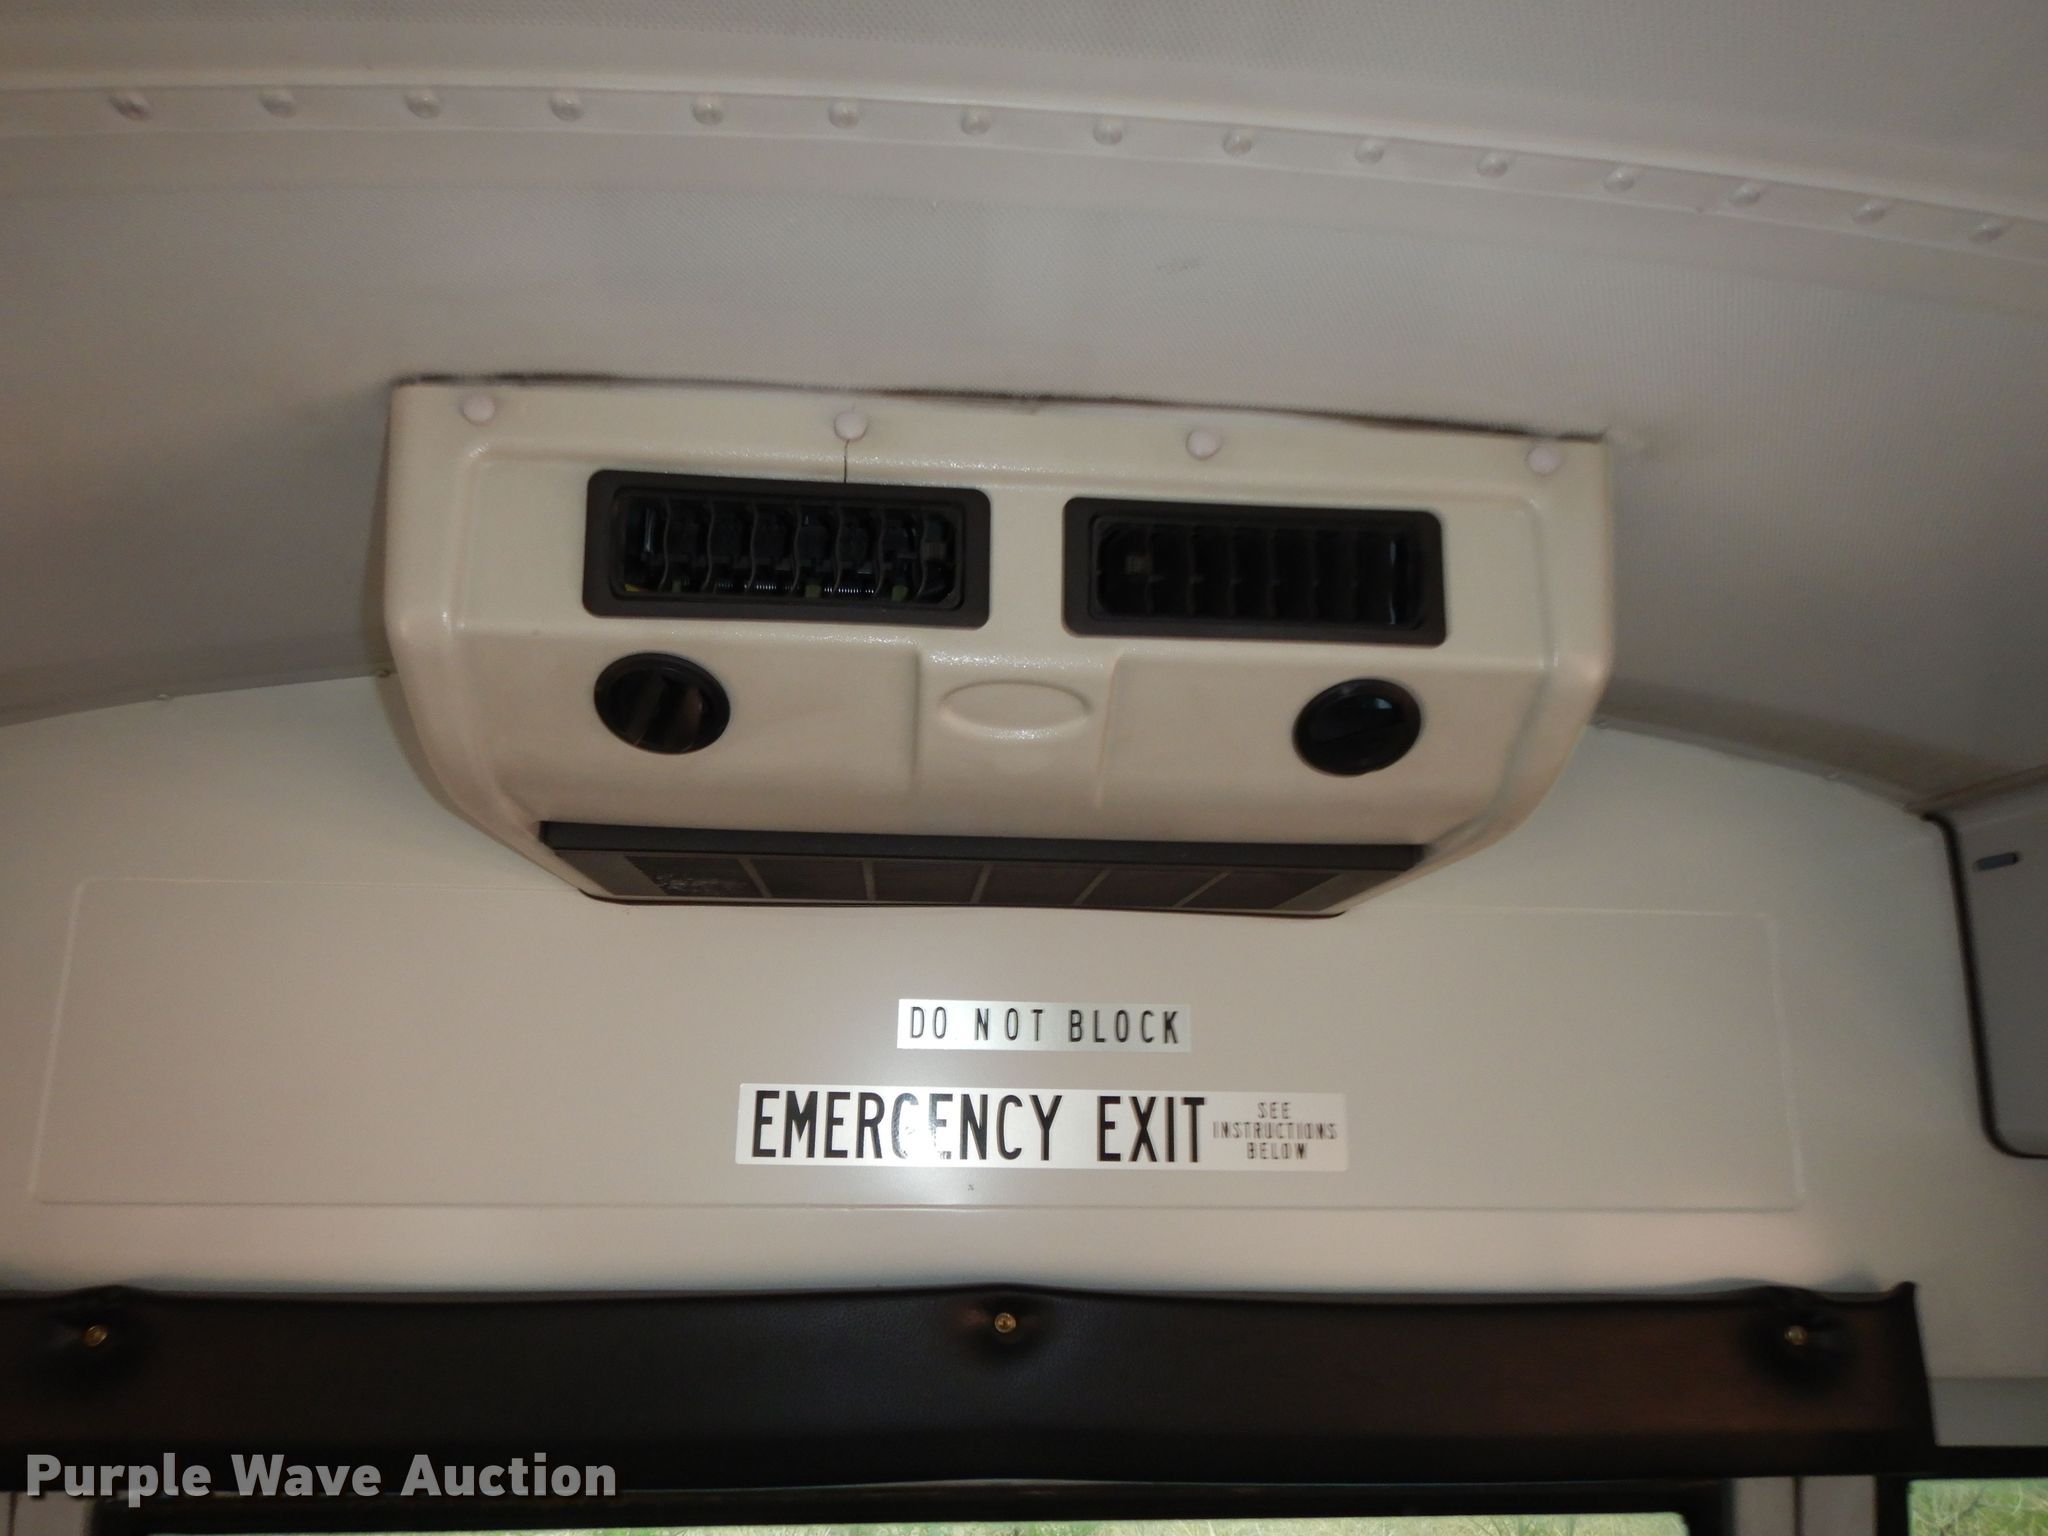 DO NOT BLOCK
EMERGENCY EXIT
SEE
INSTRUCTIONS
BELOW
Purple Wave Auction